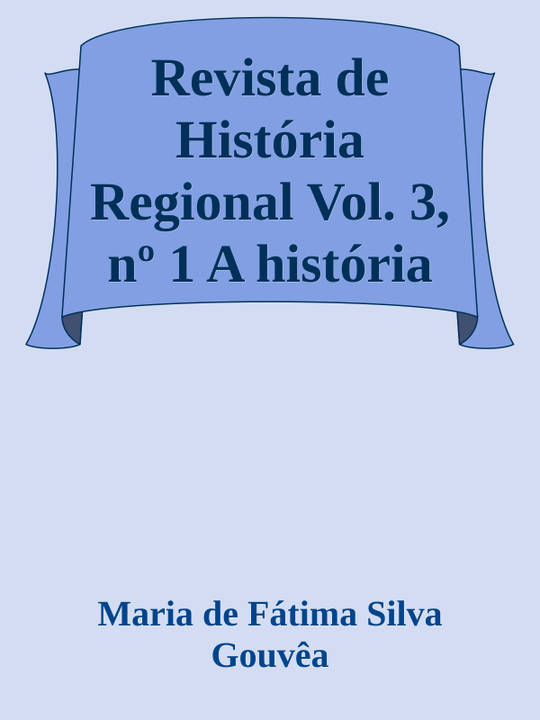 Revista de
História
Regional Vol. 3,
nº 1 A história
Maria de Fátima Silva
Gouvêa